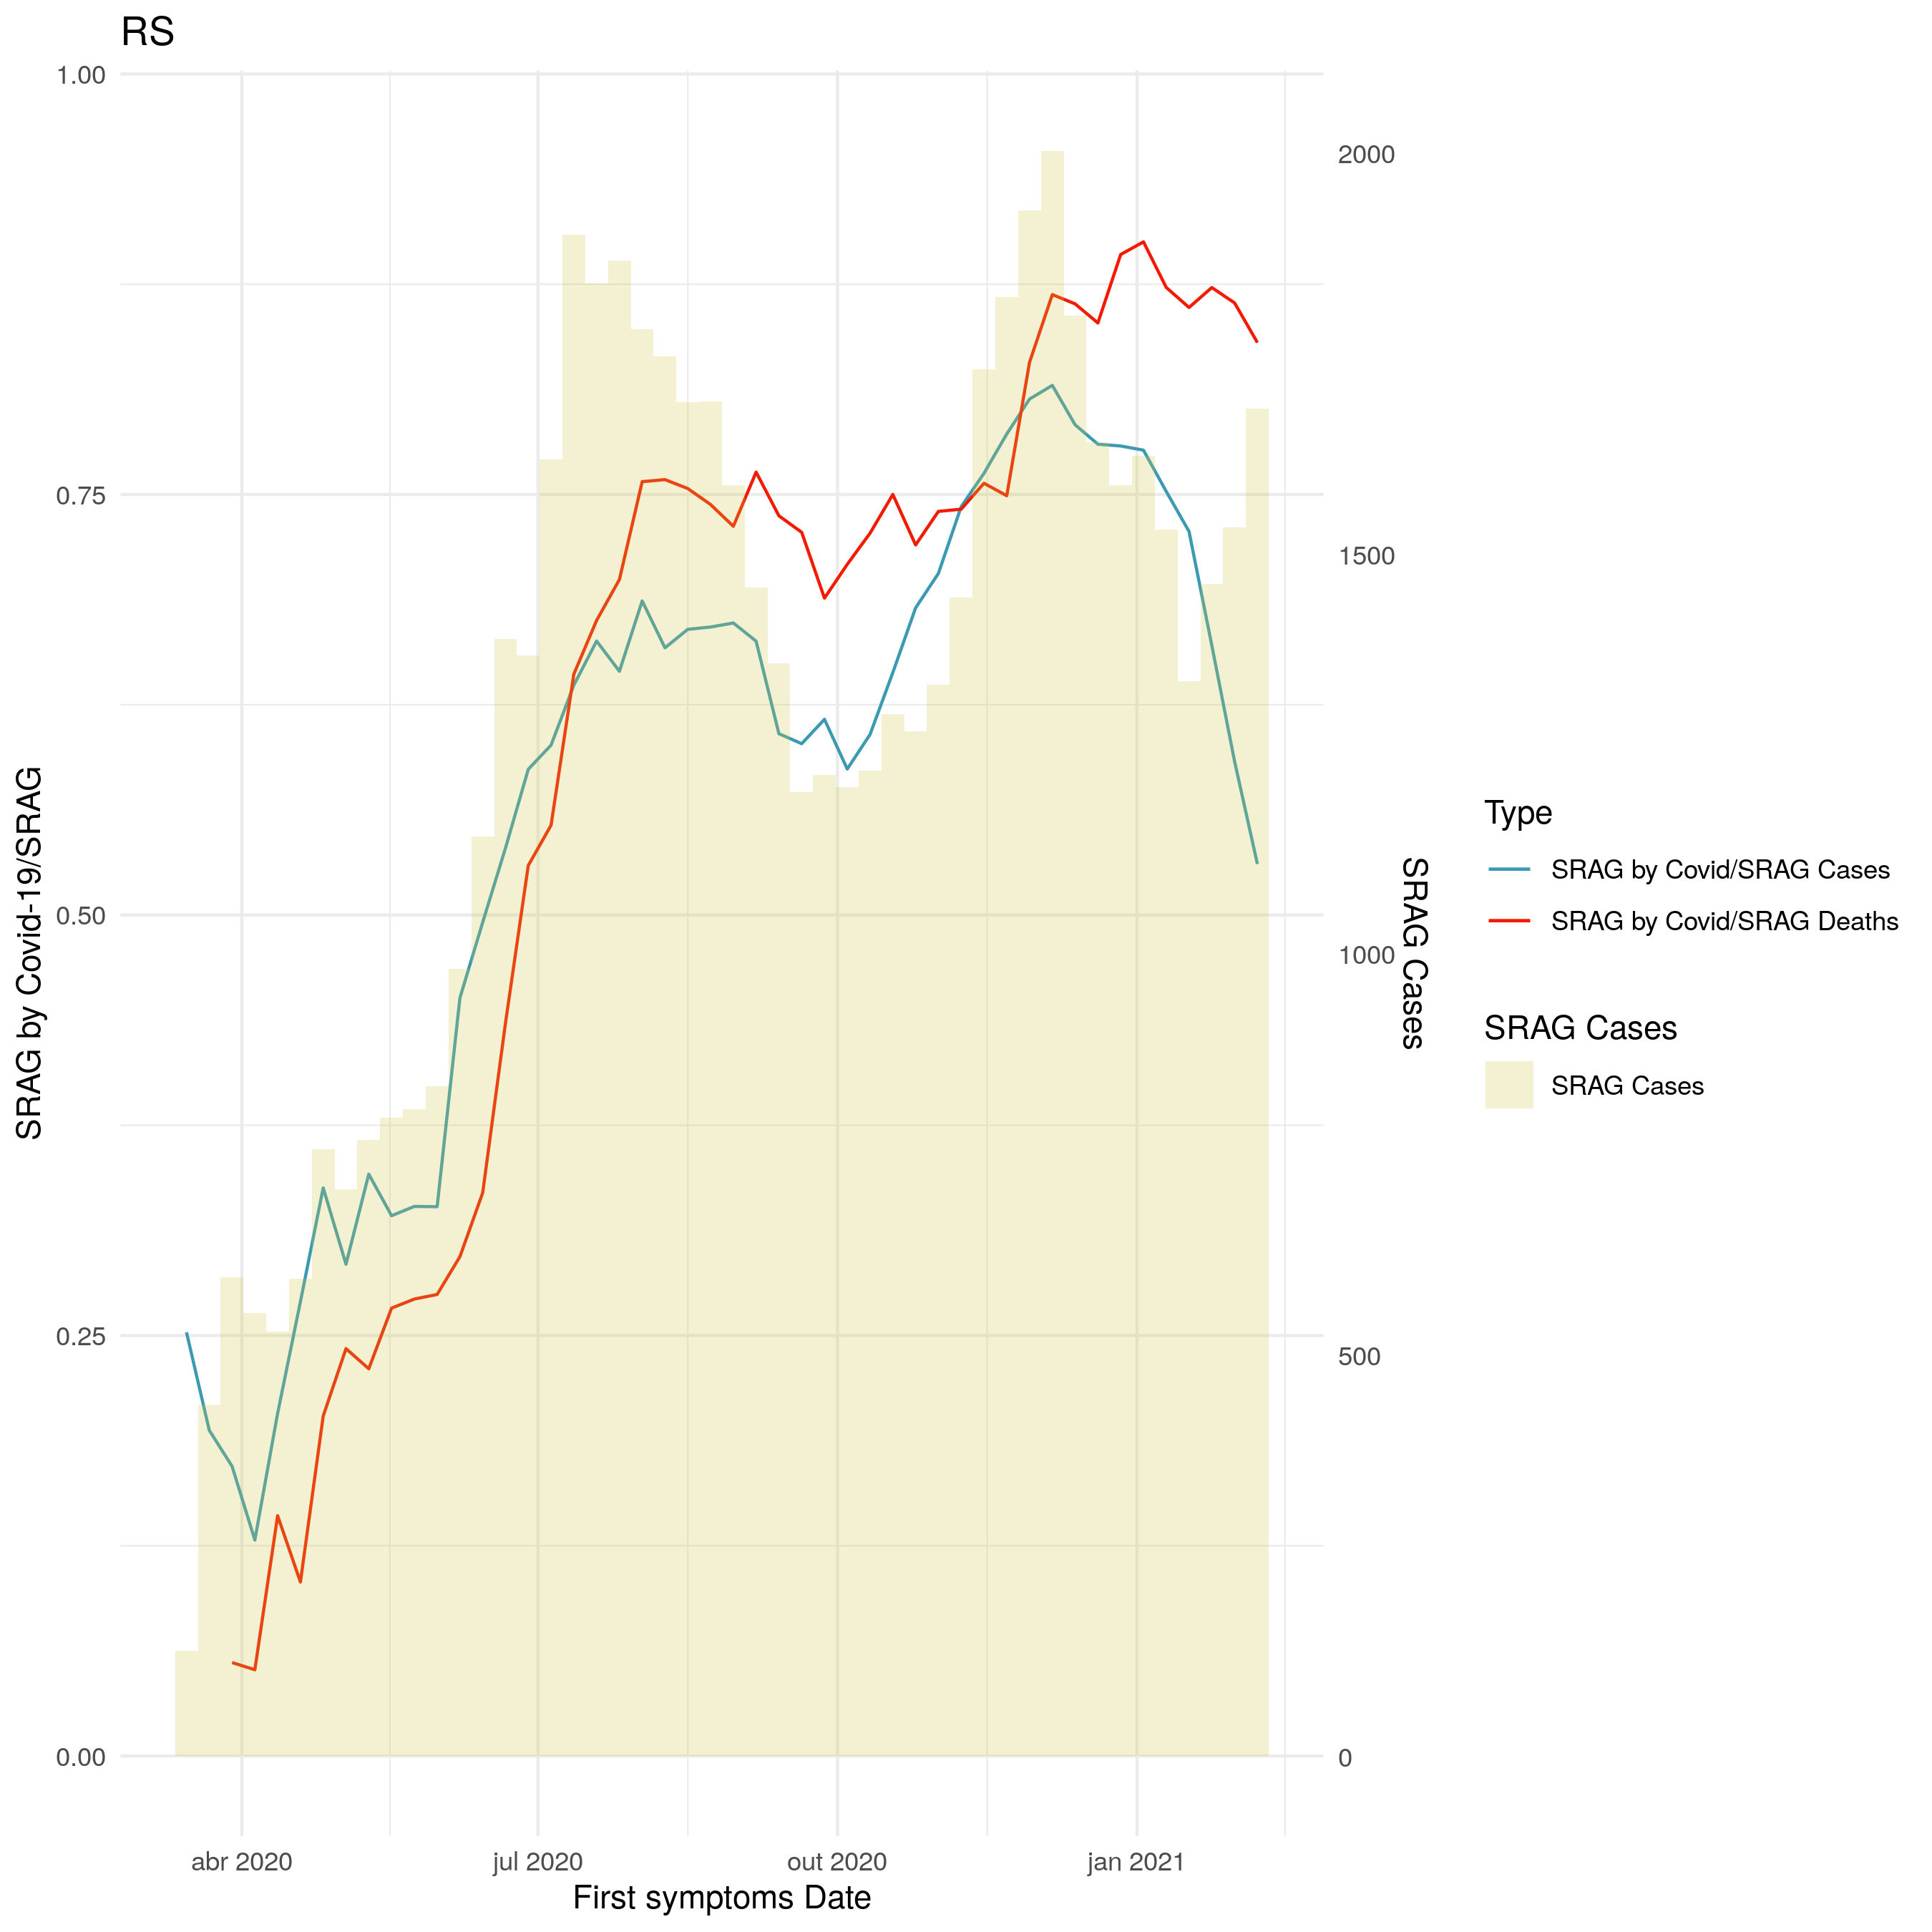 RS
1.00
0.75
0.50
0.25
0.00
SRAG by Covid-19/SRAG
2000
1500
1000
500
0
SRAG Cases
abr 2020
jul 2020
out 2020
jan 2021
First symptoms Date
Type
SRAG by Covid/SRAG Cases
SRAG by Covid/SRAG Deaths
SRAG Cases
SRAG Cases